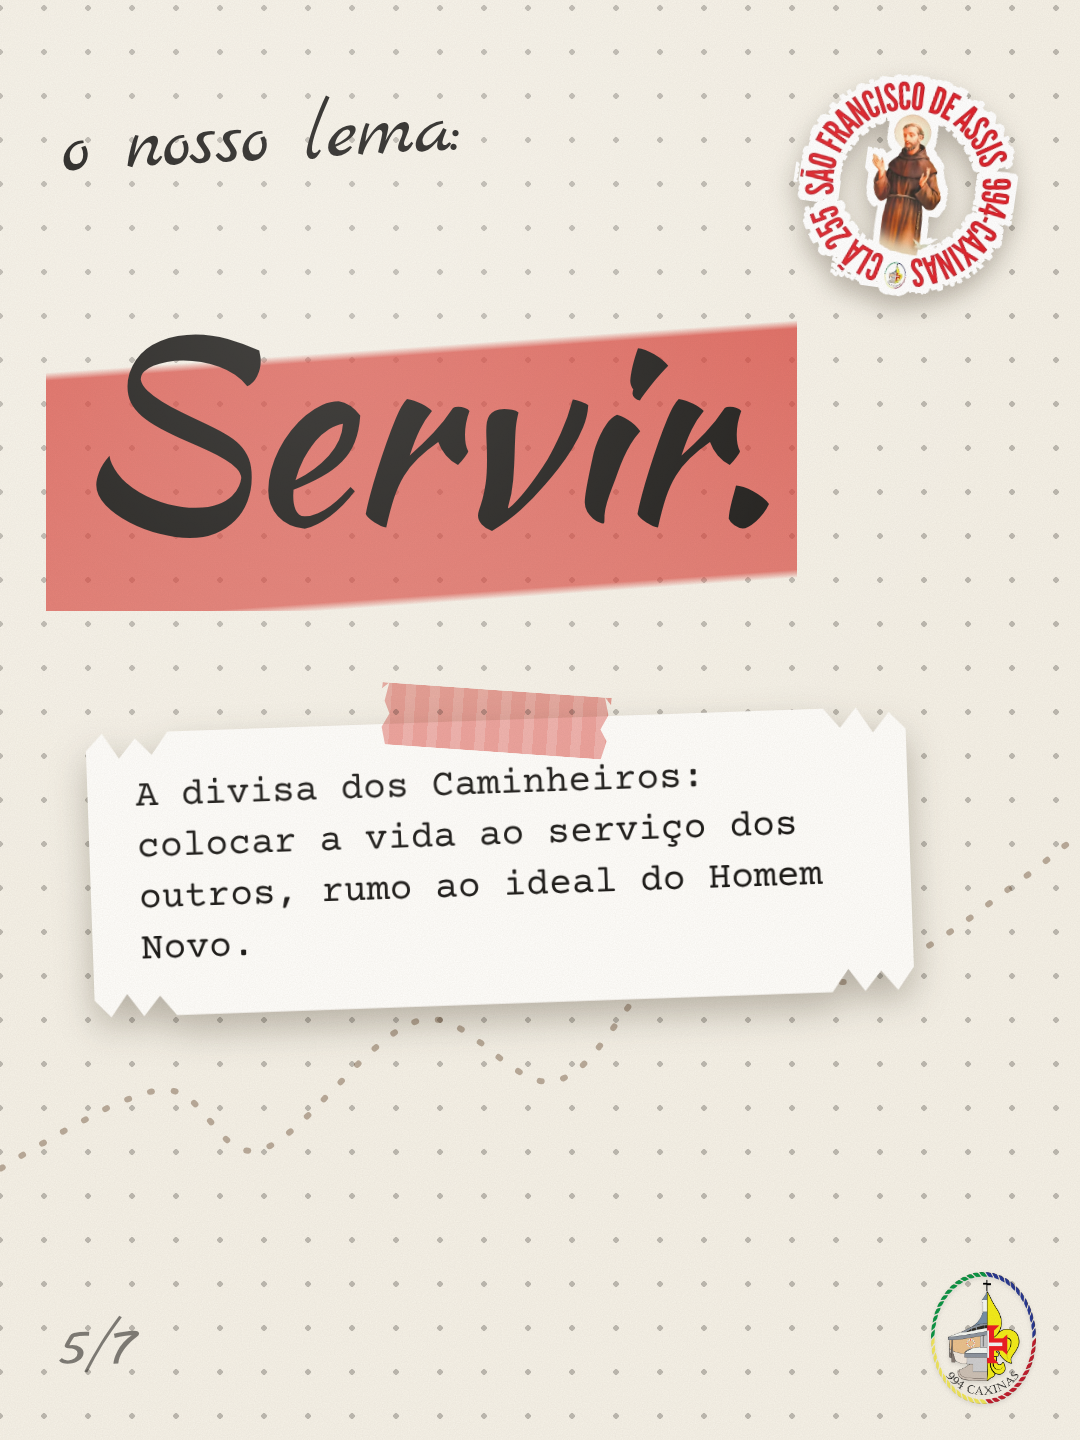 o nosso lema:
CLÃ 255 SÃO FRANCISCO DE ASSIS 994-CAXINAS
Servir.
A divisa dos Caminheiros:
colocar a vida ao serviço dos
outros, rumo ao ideal do Homem
Novo.
5/7
994 CAXINAS